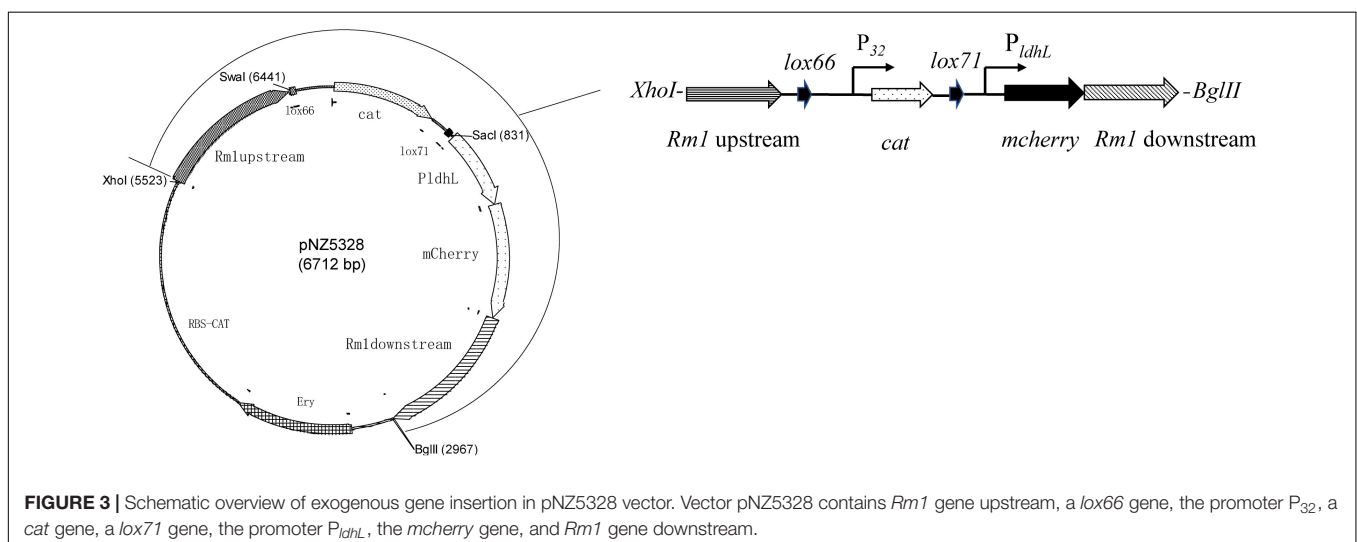 SwaI (6441)
lox66
cat
SacI (831)
lox71
Rm1upstream
XhoI (5523)
PldhL
pNZ5328
(6712 bp)
mCherry
RBS-CAT
Rm1downstream
Ery
BglII (2967)
P32
PldhL
lox66
lox71
XhoI-
-BglII
Rm1 upstream
cat
mcherry
Rm1 downstream
FIGURE 3 | Schematic overview of exogenous gene insertion in pNZ5328 vector. Vector pNZ5328 contains Rm1 gene upstream, a lox66 gene, the promoter P32, a
cat gene, a lox71 gene, the promoter PldhL, the mcherry gene, and Rm1 gene downstream.